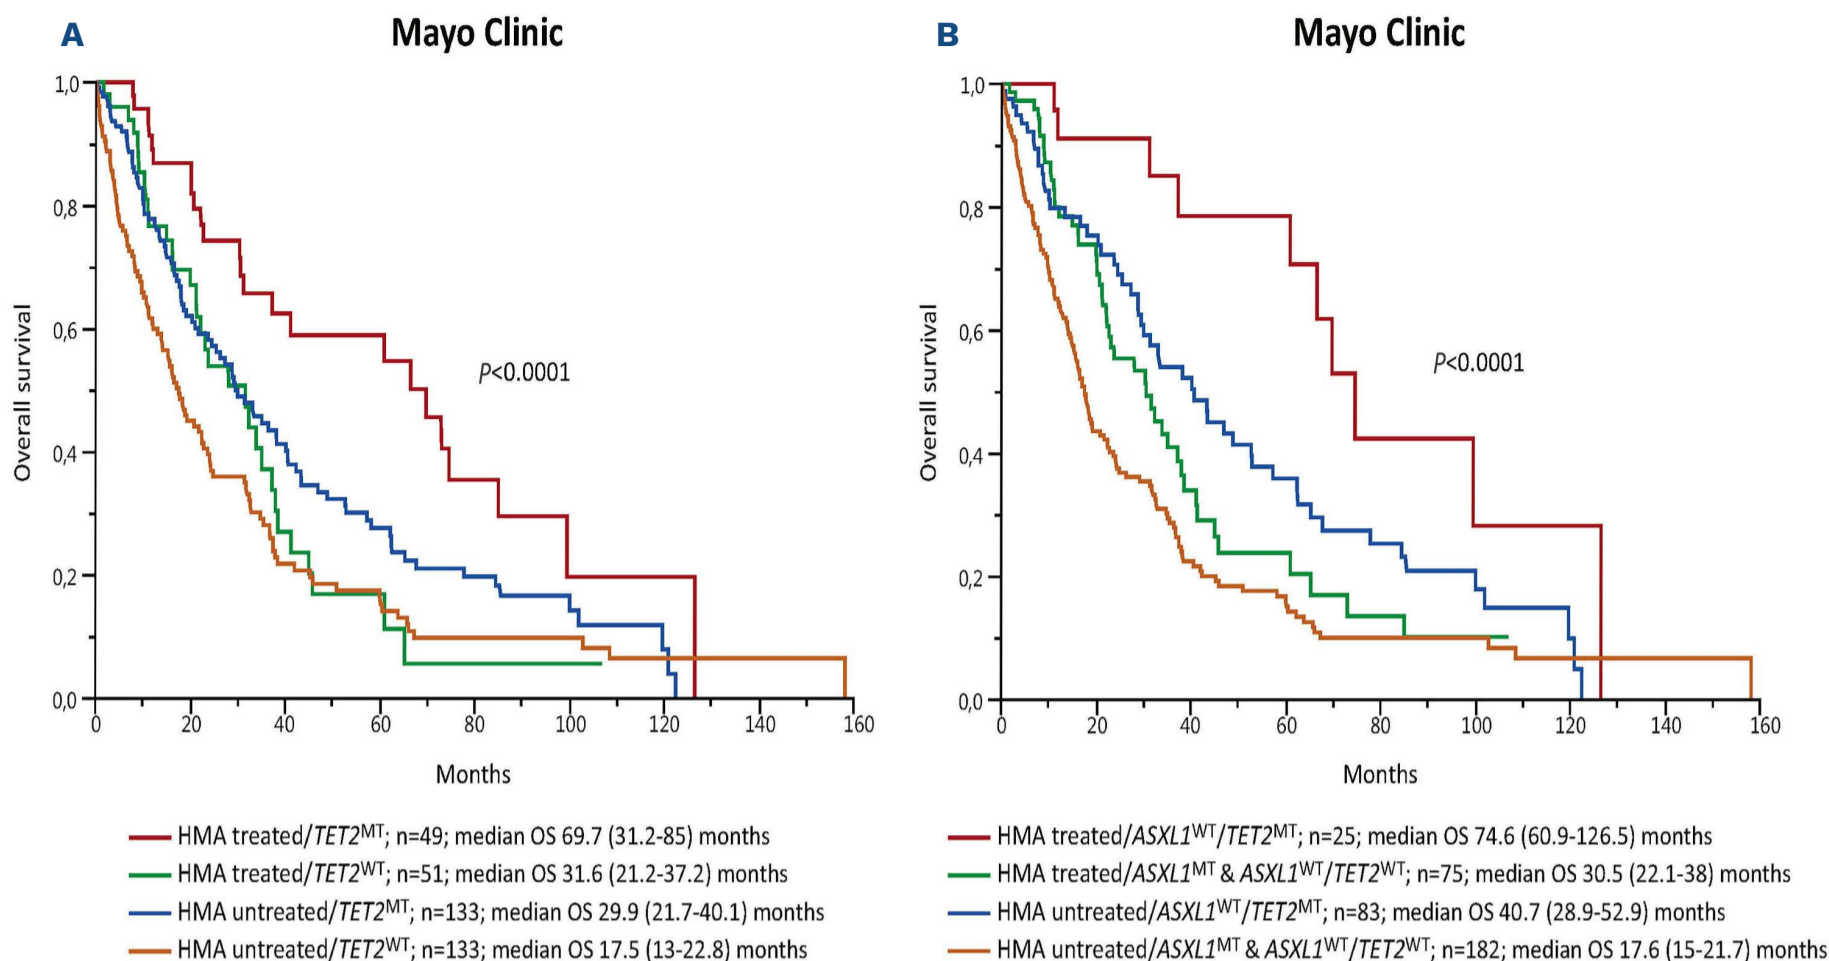 A
Mayo Clinic
1,0
0,8
0,6
0,4
0,2
0,0
Overall survival
P<0.0001
0 20 40 60 80 100 120 140 160
Months
HMA treated/TET2MT; n=49; median OS 69.7 (31.2-85) months
HMA treated/TET2WT; n=51; median OS 31.6 (21.2-37.2) months
HMA untreated/TET2MT; n=133; median OS 29.9 (21.7-40.1) months
HMA untreated/TET2WT; n=133; median OS 17.5 (13-22.8) months
B
Mayo Clinic
1,0
0,8
0,6
0,4
0,2
0,0
Overall survival
P<0.0001
0 20 40 60 80 100 120 140 160
Months
HMA treated/ASXL1WT/TET2MT; n=25; median OS 74.6 (60.9-126.5) months
HMA treated/ASXL1MT & ASXL1WT/TET2WT; n=75; median OS 30.5 (22.1-38) months
HMA untreated/ASXL1WT/TET2MT; n=83; median OS 40.7 (28.9-52.9) months
HMA untreated/ASXL1MT & ASXL1WT/TET2WT; n=182; median OS 17.6 (15-21.7) months